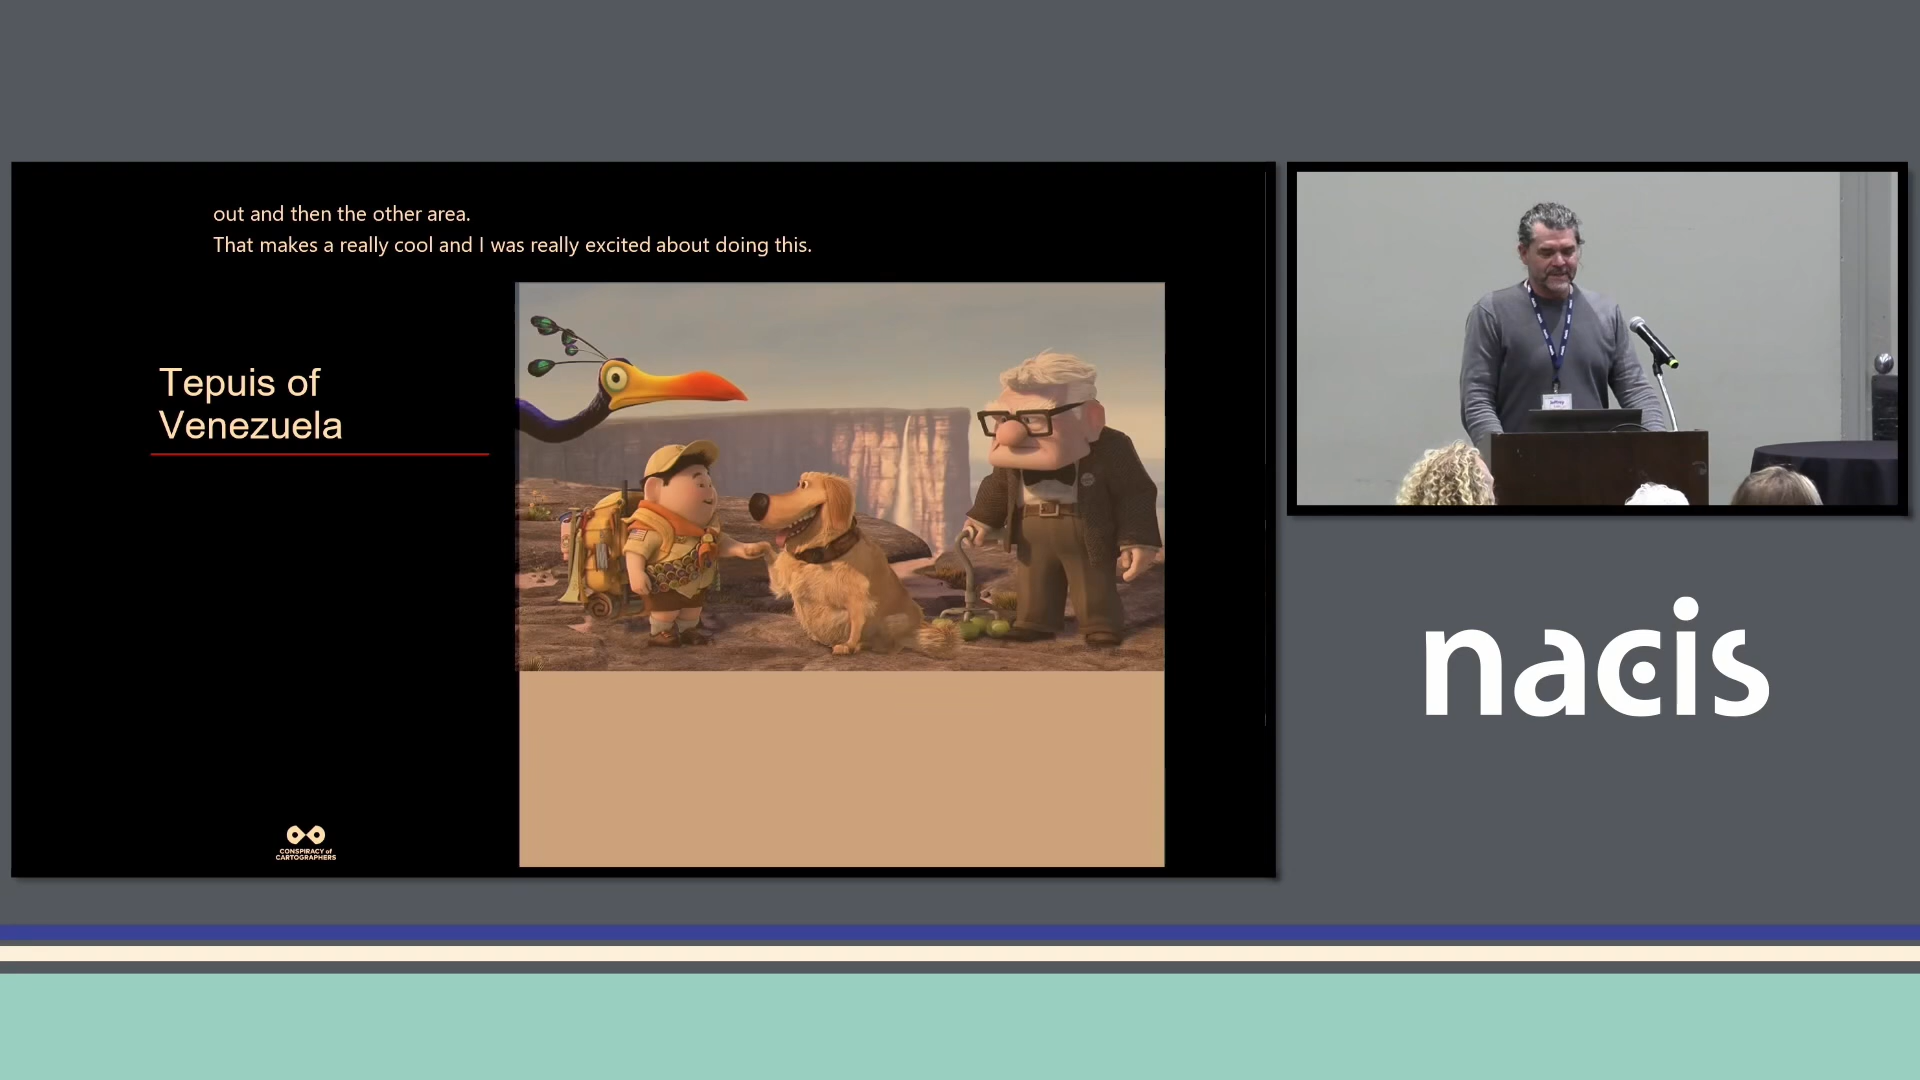 out and then the other area.
That makes a really cool and I was really excited about doing this.
Tepuis of
Venezuela
CONSPIRACY of
CARTOGRAPHERS
nacis